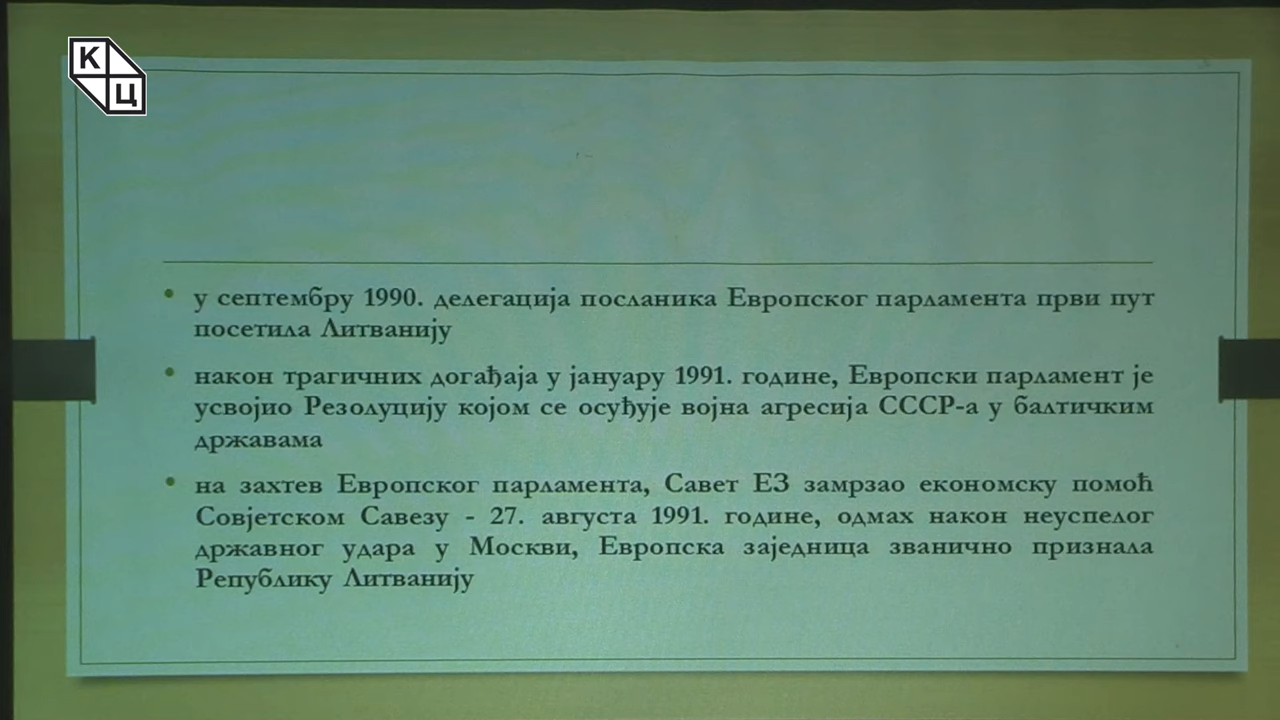 К
Ц
у септембру 1990. делегација посланика Европског парламента први пут
посетила Литванију
након трагичних догађаја у јануару 1991. године, Европски парламент је
усвојио Резолуцију којом се осуђује војна агресија СССР-а у балтичким
државама
на захтев Европског парламента, Савет ЕЗ замрзао економску помоћ
Совјетском Савезу - 27. августа 1991. године, одмах након неуспелог
државног удара у Москви, Европска заједница званично признала
Републику Литванију